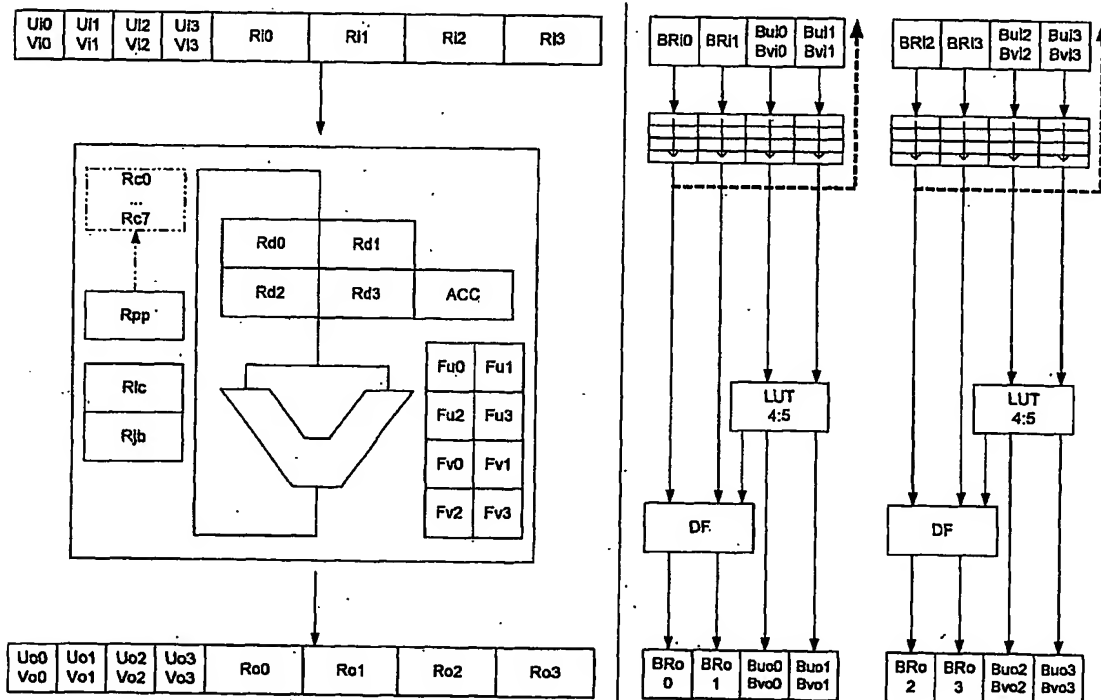 Ui0 Ui1 Ui2 Ui3
Vi0 Vi1 Vi2 Vi3
Ri0 Ri1 Ri2 Ri3
Rc0
...
Rc7
Rpp
Rlc
Rjb
Rd0 Rd1
Rd2 Rd3 ACC
Fu0 Fu1
Fu2 Fu3
Fv0 Fv1
Fv2 Fv3
Uo0 Uo1 Uo2 Uo3
Vo0 Vo1 Vo2 Vo3
Ro0 Ro1 Ro2 Ro3
BRi0 BRi1
Bui0 Bui1
Bvi0 Bvi1
LUT
4:5
DF
BRo BRo
0 1
Buo0 Buo1
Bvo0 Bvo1
BRi2 BRi3
Bui2 Bui3
Bvi2 Bvi3
LUT
4:5
DF
BRo BRo
2 3
Buo2 Buo3
Bvo2 Bvo3